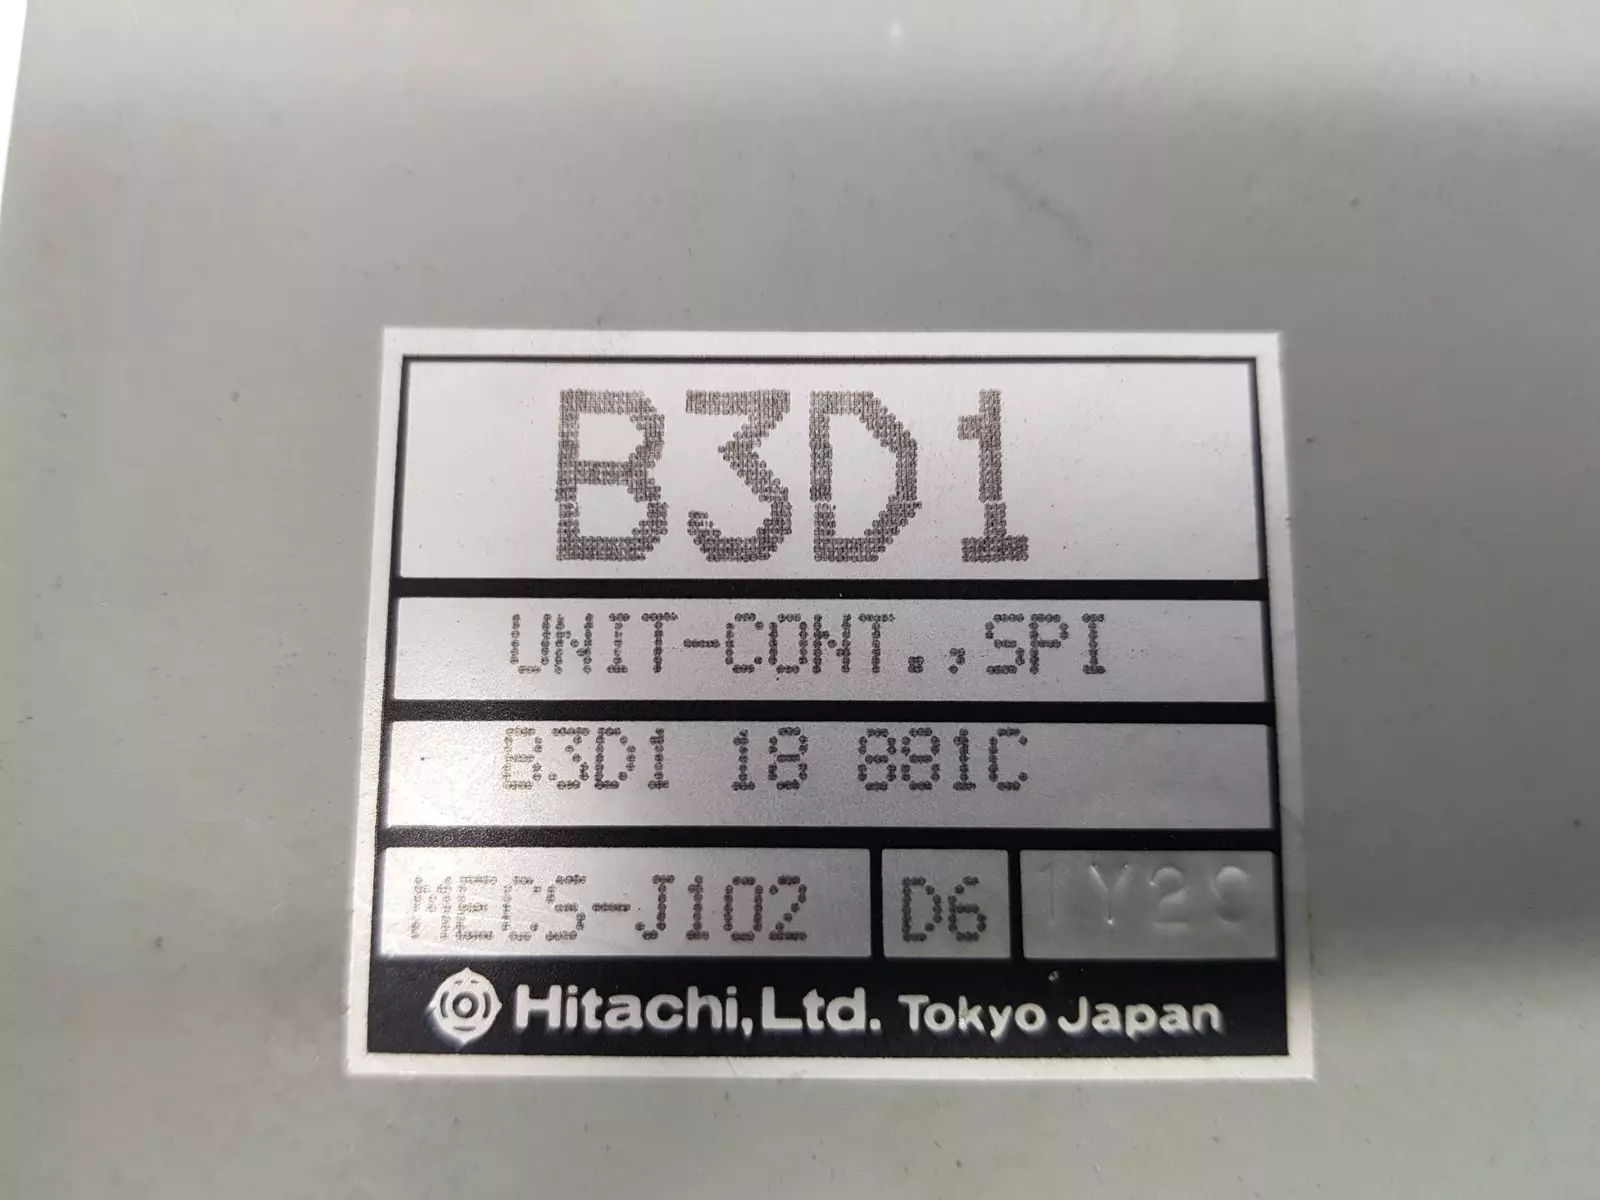 B3D1
UNIT-CONT.,SPI
B3D1 18 881C
MECS-J102 D6
Hitachi, Ltd. Tokyo Japan